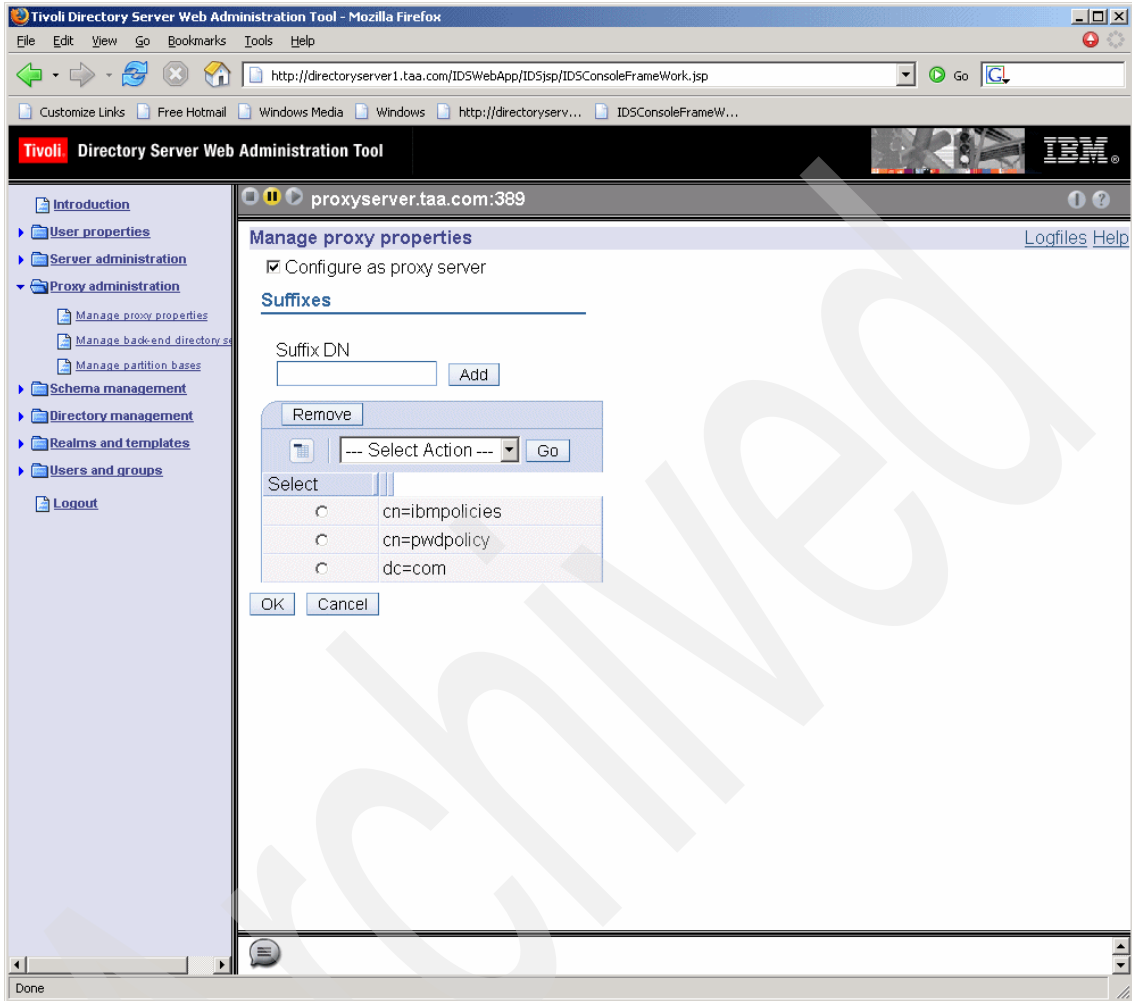 Tivoli Directory Server Web Administration Tool - Mozilla Firefox
File Edit View Go Bookmarks Tools Help
http://directoryserver1.taa.com/IDSWebApp/IDSjsp/IDSConsoleFrameWork.jsp Go G
Customize Links Free Hotmail Windows Media Windows http://directoryserv... IDSConsoleFrameW...
Tivoli. Directory Server Web Administration Tool IBM®
Introduction
User properties
Server administration
Proxy administration
Manage proxy properties
Manage back-end directory se
Manage partition bases
Schema management
Directory management
Realms and templates
Users and groups
Logout
proxyserver.taa.com:389
Manage proxy properties Logfiles Help
Configure as proxy server
Suffixes
Suffix DN
Add
Remove
--- Select Action --- Go
Select
cn=ibmpolicies
cn=pwdpolicy
dc=com
OK Cancel
Done
Archived